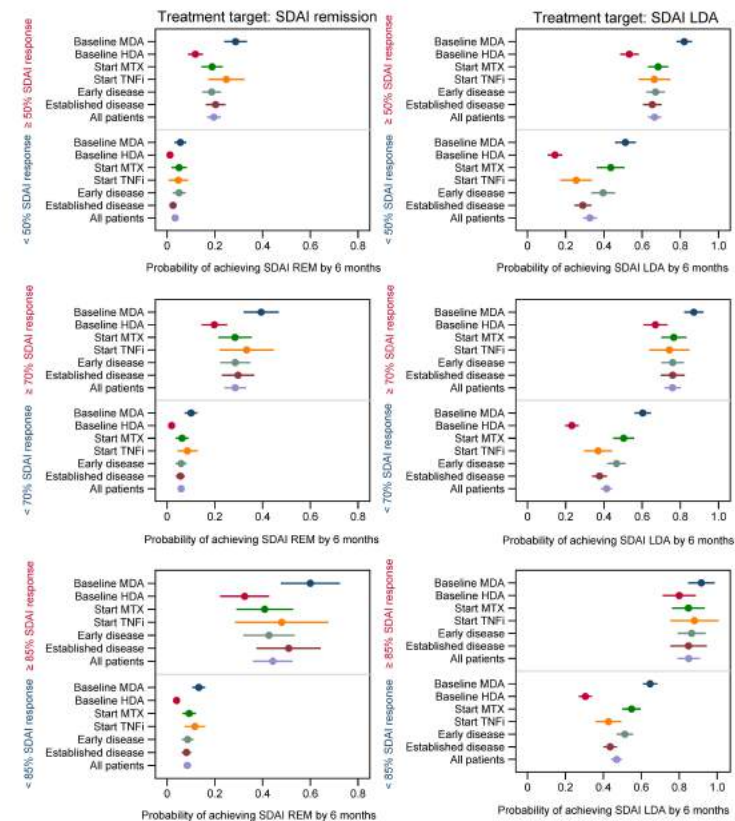 Treatment target: SDAI remission
≥ 50% SDAI response
Baseline MDA
Baseline HDA
Start MTX
Start TNFi
Early disease
Established disease
All patients
< 50% SDAI response
Baseline MDA
Baseline HDA
Start MTX
Start TNFi
Early disease
Established disease
All patients
0 0.2 0.4 0.6 0.8
Probability of achieving SDAI REM by 6 months
Treatment target: SDAI LDA
≥ 50% SDAI response
Baseline MDA
Baseline HDA
Start MTX
Start TNFi
Early disease
Established disease
All patients
< 50% SDAI response
Baseline MDA
Baseline HDA
Start MTX
Start TNFi
Early disease
Established disease
All patients
0 0.2 0.4 0.6 0.8 1.0
Probability of achieving SDAI LDA by 6 months
≥ 70% SDAI response
Baseline MDA
Baseline HDA
Start MTX
Start TNFi
Early disease
Established disease
All patients
< 70% SDAI response
Baseline MDA
Baseline HDA
Start MTX
Start TNFi
Early disease
Established disease
All patients
0 0.2 0.4 0.6 0.8
Probability of achieving SDAI REM by 6 months
≥ 70% SDAI response
Baseline MDA
Baseline HDA
Start MTX
Start TNFi
Early disease
Established disease
All patients
< 70% SDAI response
Baseline MDA
Baseline HDA
Start MTX
Start TNFi
Early disease
Established disease
All patients
0 0.2 0.4 0.6 0.8 1.0
Probability of achieving SDAI LDA by 6 months
≥ 85% SDAI response
Baseline MDA
Baseline HDA
Start MTX
Start TNFi
Early disease
Established disease
All patients
< 85% SDAI response
Baseline MDA
Baseline HDA
Start MTX
Start TNFi
Early disease
Established disease
All patients
0 0.2 0.4 0.6 0.8
Probability of achieving SDAI REM by 6 months
≥ 85% SDAI response
Baseline MDA
Baseline HDA
Start MTX
Start TNFi
Early disease
Established disease
All patients
< 85% SDAI response
Baseline MDA
Baseline HDA
Start MTX
Start TNFi
Early disease
Established disease
All patients
0 0.2 0.4 0.6 0.8 1.0
Probability of achieving SDAI LDA by 6 months